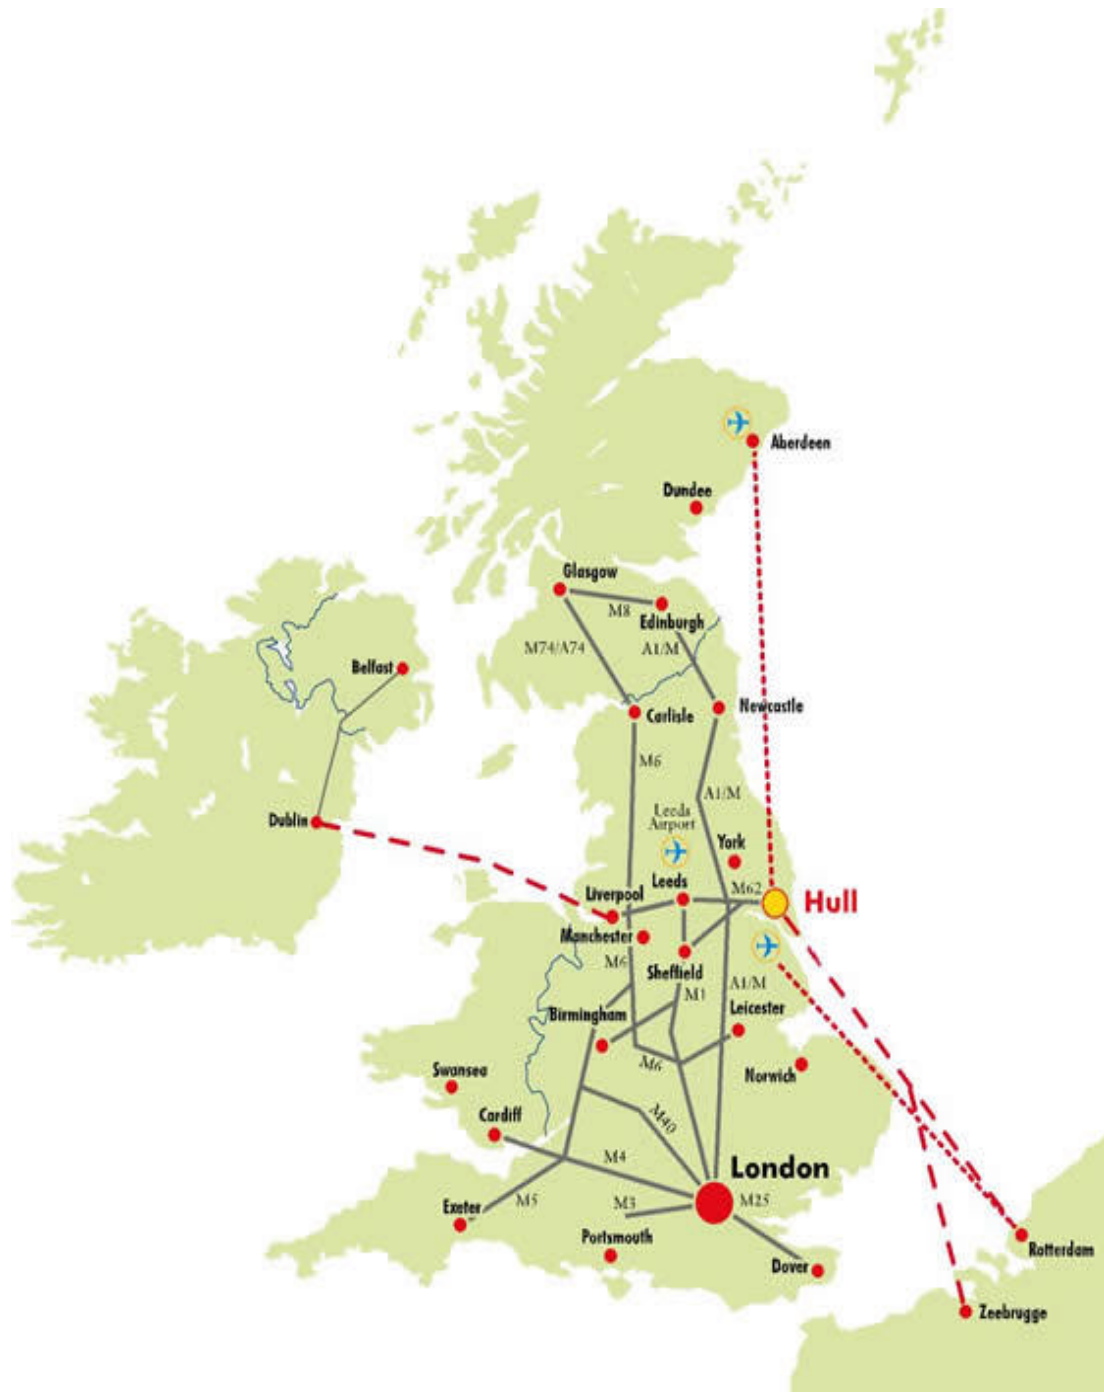 Aberdeen
Dundee
Glasgow
M8
Edinburgh
M74/A74
A1/M
Belfast
Carlisle
Newcastle
M6
A1/M
Leeds
Airport
Dublin
York
Leeds
M62
Liverpool
Hull
Manchester
M6
Sheffield
A1/M
M1
Leicester
Birmingham
M6
Norwich
Swansea
Cardiff
M40
M4
London
M5
M3
M25
Exeter
Portsmouth
Dover
Rotterdam
Zeebrugge